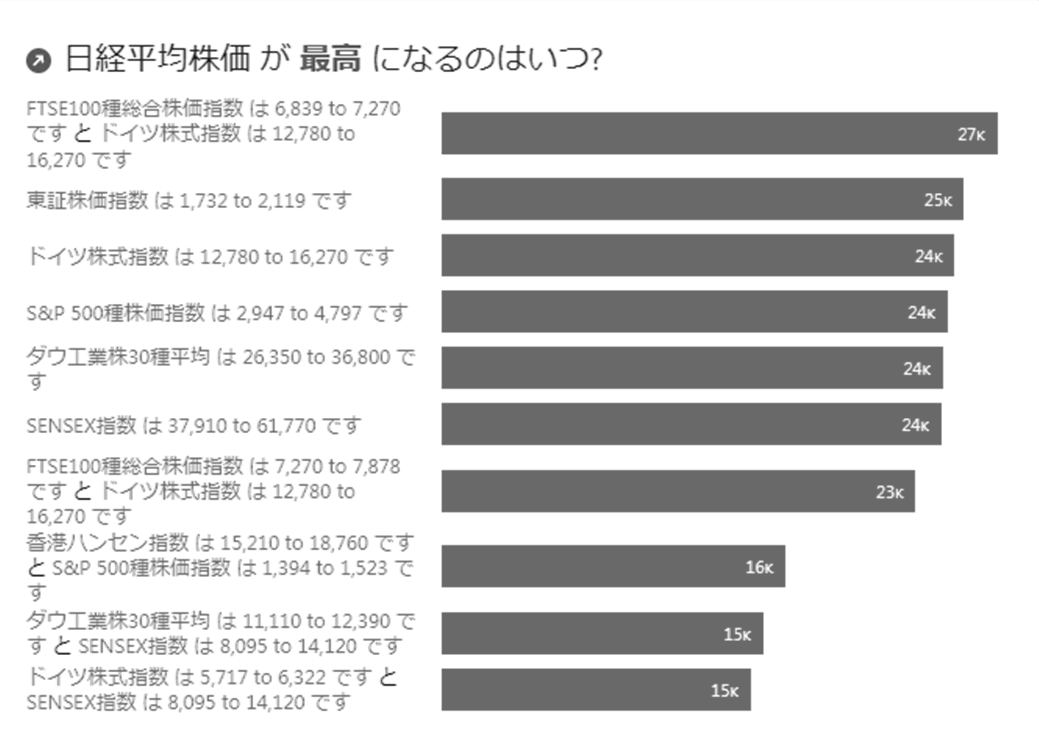 日経平均株価 が 最高 になるのはいつ?
FTSE100種総合株価指数 は 6,839 to 7,270
です と ドイツ株式指数 は 12,780 to
16,270 です
27K
東証株価指数 は 1,732 to 2,119 です
25K
ドイツ株式指数 は 12,780 to 16,270 です
24K
S&P 500種株価指数 は 2,947 to 4,797 です
24K
ダウ工業株30種平均 は 26,350 to 36,800 で
す
24K
SENSEX指数 は 37,910 to 61,770 です
24K
FTSE100種総合株価指数 は 7,270 to 7,878
です と ドイツ株式指数 は 12,780 to
16,270 です
23K
香港ハンセン指数 は 15,210 to 18,760 です
と S&P 500種株価指数 は 1,394 to 1,523 で
す
16K
ダウ工業株30種平均 は 11,110 to 12,390 で
す と SENSEX指数 は 8,095 to 14,120 です
15K
ドイツ株式指数 は 5,717 to 6,322 です と
SENSEX指数 は 8,095 to 14,120 です
15K